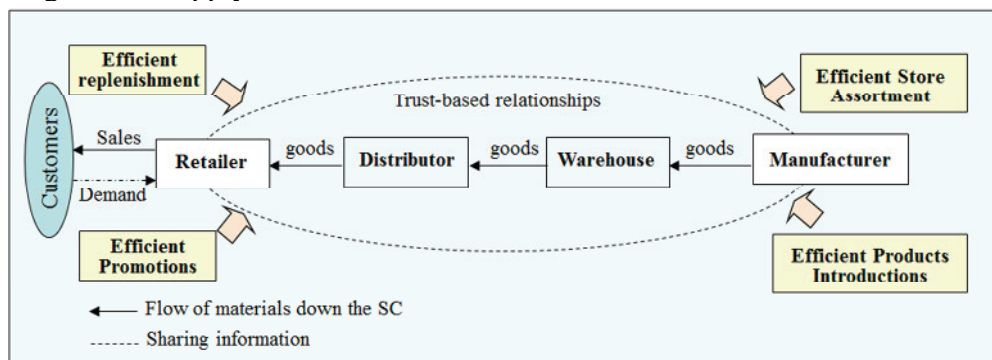 Efficient
replenishment
Efficient Store
Assortment
Trust-based relationships
Customers
Sales
Demand
Retailer
goods
Distributor
goods
Warehouse
goods
Manufacturer
Efficient
Promotions
Efficient Products
Introductions
Flow of materials down the SC
Sharing information